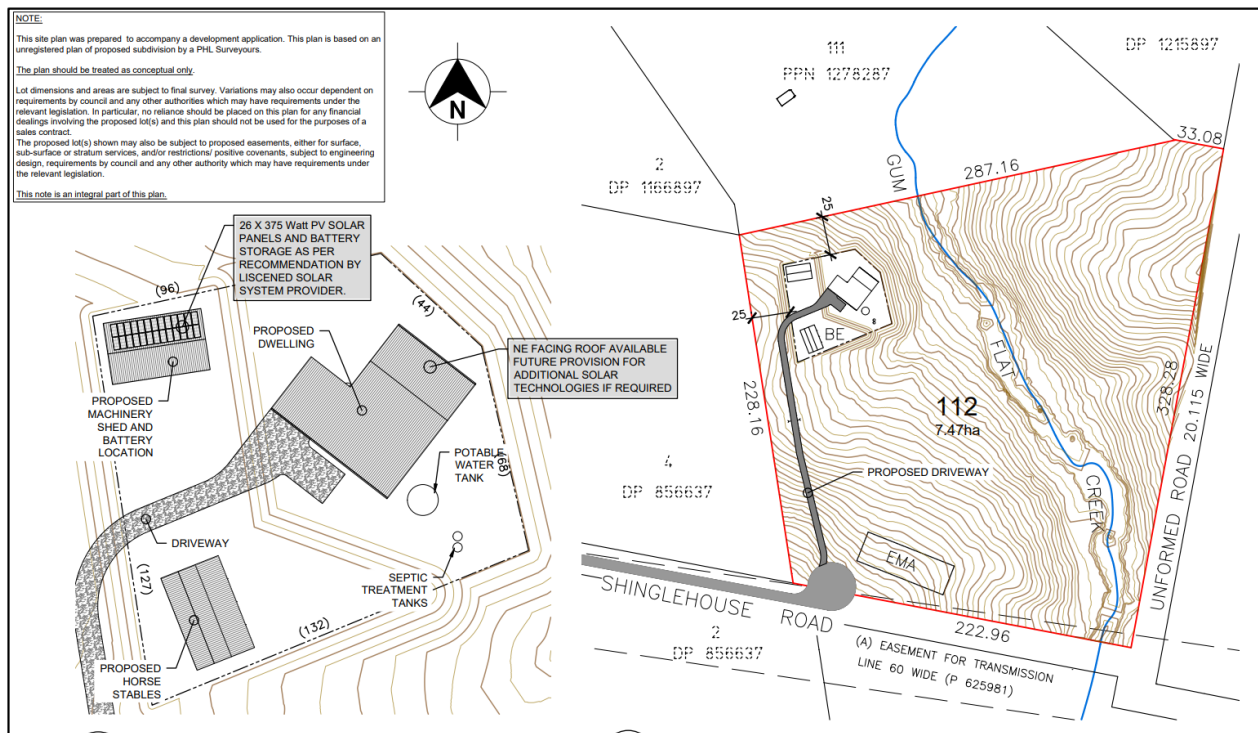 NOTE:
This site plan was prepared to accompany a development application. This plan is based on an
unregistered plan of proposed subdivision by a PHL Surveyours.
The plan should be treated as conceptual only.
Lot dimensions and areas are subject to final survey. Variations may also occur dependent on
requirements by council and any other authorities which may have requirements under the
relevant legislation. In particular, no reliance should be placed on this plan for any financial
dealings involving the proposed lot(s) and this plan should not be used for the purposes of a
sales contract.
The proposed lot(s) shown may also be subject to proposed easements, either for surface,
sub-surface or stratum services, and/or restrictions/ positive covenants, subject to engineering
design, requirements by council and any other authority which may have requirements under
the relevant legislation.
This note is an integral part of this plan.
N
26 X 375 Watt PV SOLAR
PANELS AND BATTERY
STORAGE AS PER
RECOMMENDATION BY
LISCENED SOLAR
SYSTEM PROVIDER.
(96)
(44)
PROPOSED
DWELLING
NE FACING ROOF AVAILABLE
FUTURE PROVISION FOR
ADDITIONAL SOLAR
TECHNOLOGIES IF REQUIRED
PROPOSED
MACHINERY
SHED AND
BATTERY
LOCATION
POTABLE
WATER
TANK
(68)
DRIVEWAY
(127)
SEPTIC
TREATMENT
TANKS
(132)
PROPOSED
HORSE
STABLES
111
PPN 1278287
DP 1215897
33.08
2
DP 1166897
287.16
GUM
25
25
BE
FLAT
228.16
112
7.47ha
328.28
UNFORMED ROAD 20.115 WIDE
4
DP 856637
PROPOSED DRIVEWAY
CREEK
EMA
SHINGLEHOUSE ROAD
222.96
2
DP 856637
(A) EASEMENT FOR TRANSMISSION
LINE 60 WIDE (P 625981)